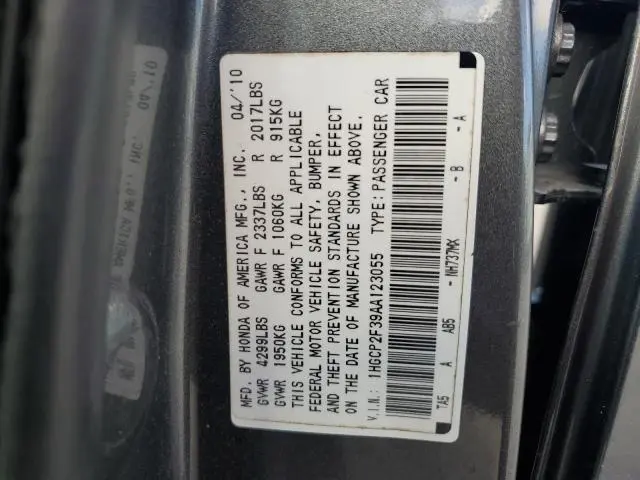 MFD. BY HONDA OF AMERICA MFG., INC. 04/'10
GVWR 4299LBS GAWR F 2337LBS R 2017LBS
GVWR 1950KG GAWR F 1060KG R 915KG
THIS VEHICLE CONFORMS TO ALL APPLICABLE
FEDERAL MOTOR VEHICLE SAFETY, BUMPER,
AND THEFT PREVENTION STANDARDS IN EFFECT
ON THE DATE OF MANUFACTURE SHOWN ABOVE.
V.I.N.: 1HGCP2F39AA123055 TYPE: PASSENGER CAR
TA5 A AB5 - NH737MX - B - A